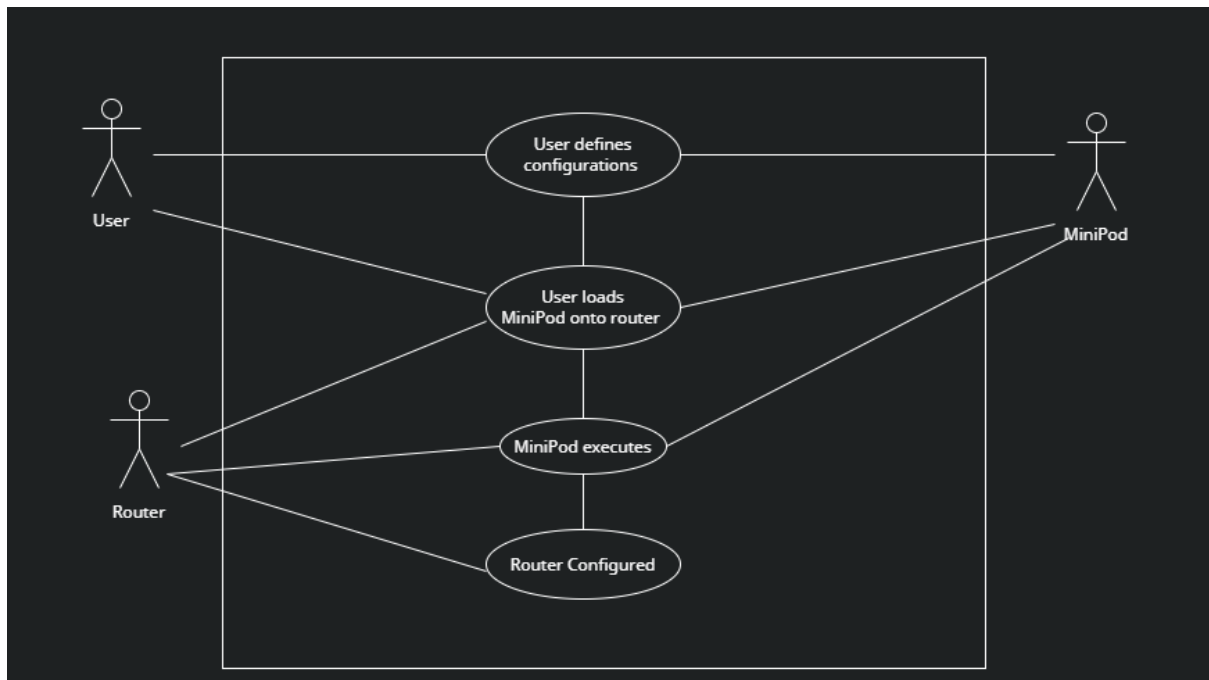 User defines
configurations
User
MiniPod
User loads
MiniPod onto router
MiniPod executes
Router
Router Configured